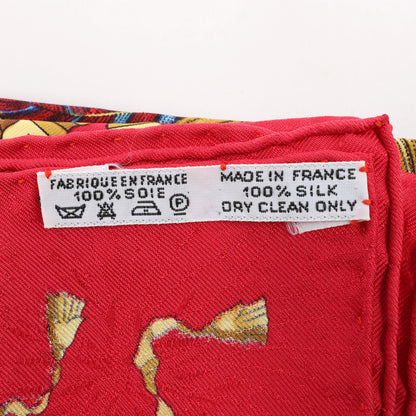 FABRIQUE EN FRANCE
100% SOIE
P
MADE IN FRANCE
100% SILK
DRY CLEAN ONLY